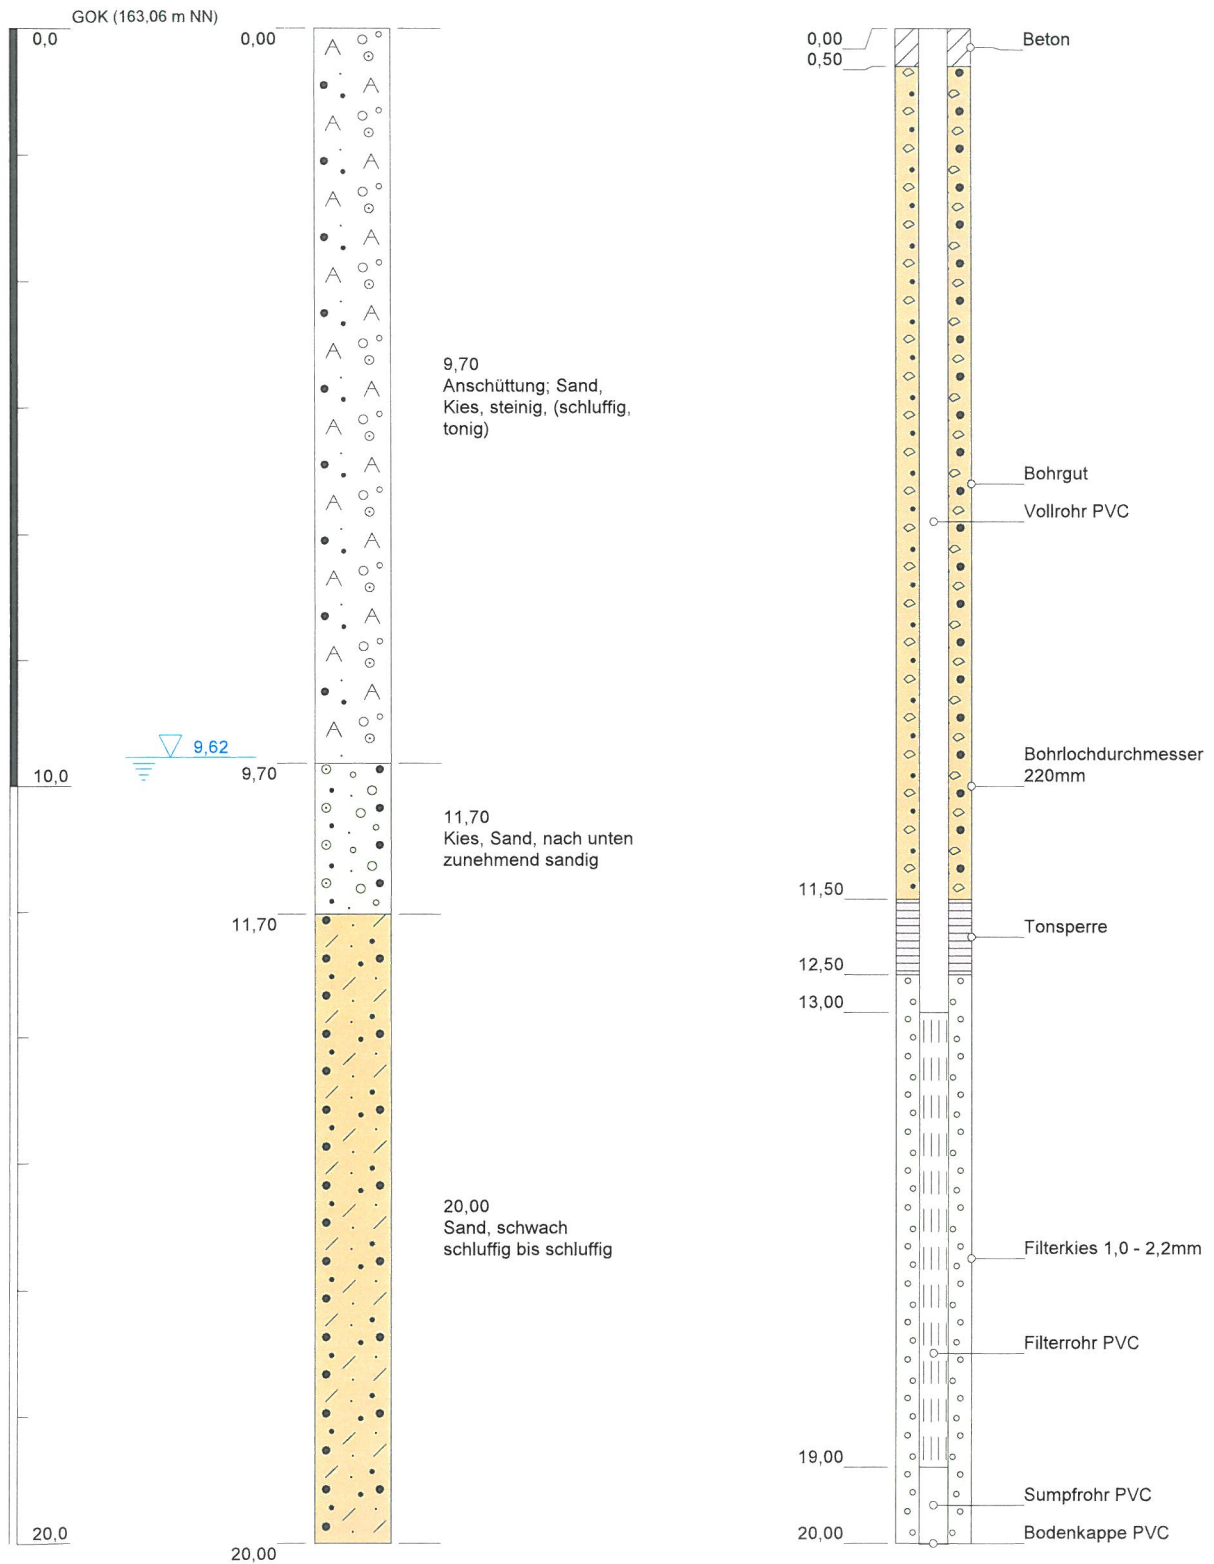 GOK (163,06 m NN)
0,0
0,00
0,00
0,50
Beton
9,70
Anschüttung; Sand,
Kies, steinig, (schluffig,
tonig)
Bohrgut
Vollrohr PVC
9,62
10,0
9,70
Bohrlochdurchmesser
220mm
11,70
Kies, Sand, nach unten
zunehmend sandig
11,50
11,70
Tonsperre
12,50
13,00
20,00
Sand, schwach
schluffig bis schluffig
Filterkies 1,0 - 2,2mm
Filterrohr PVC
19,00
Sumpfrohr PVC
20,0
20,00
20,00
Bodenkappe PVC